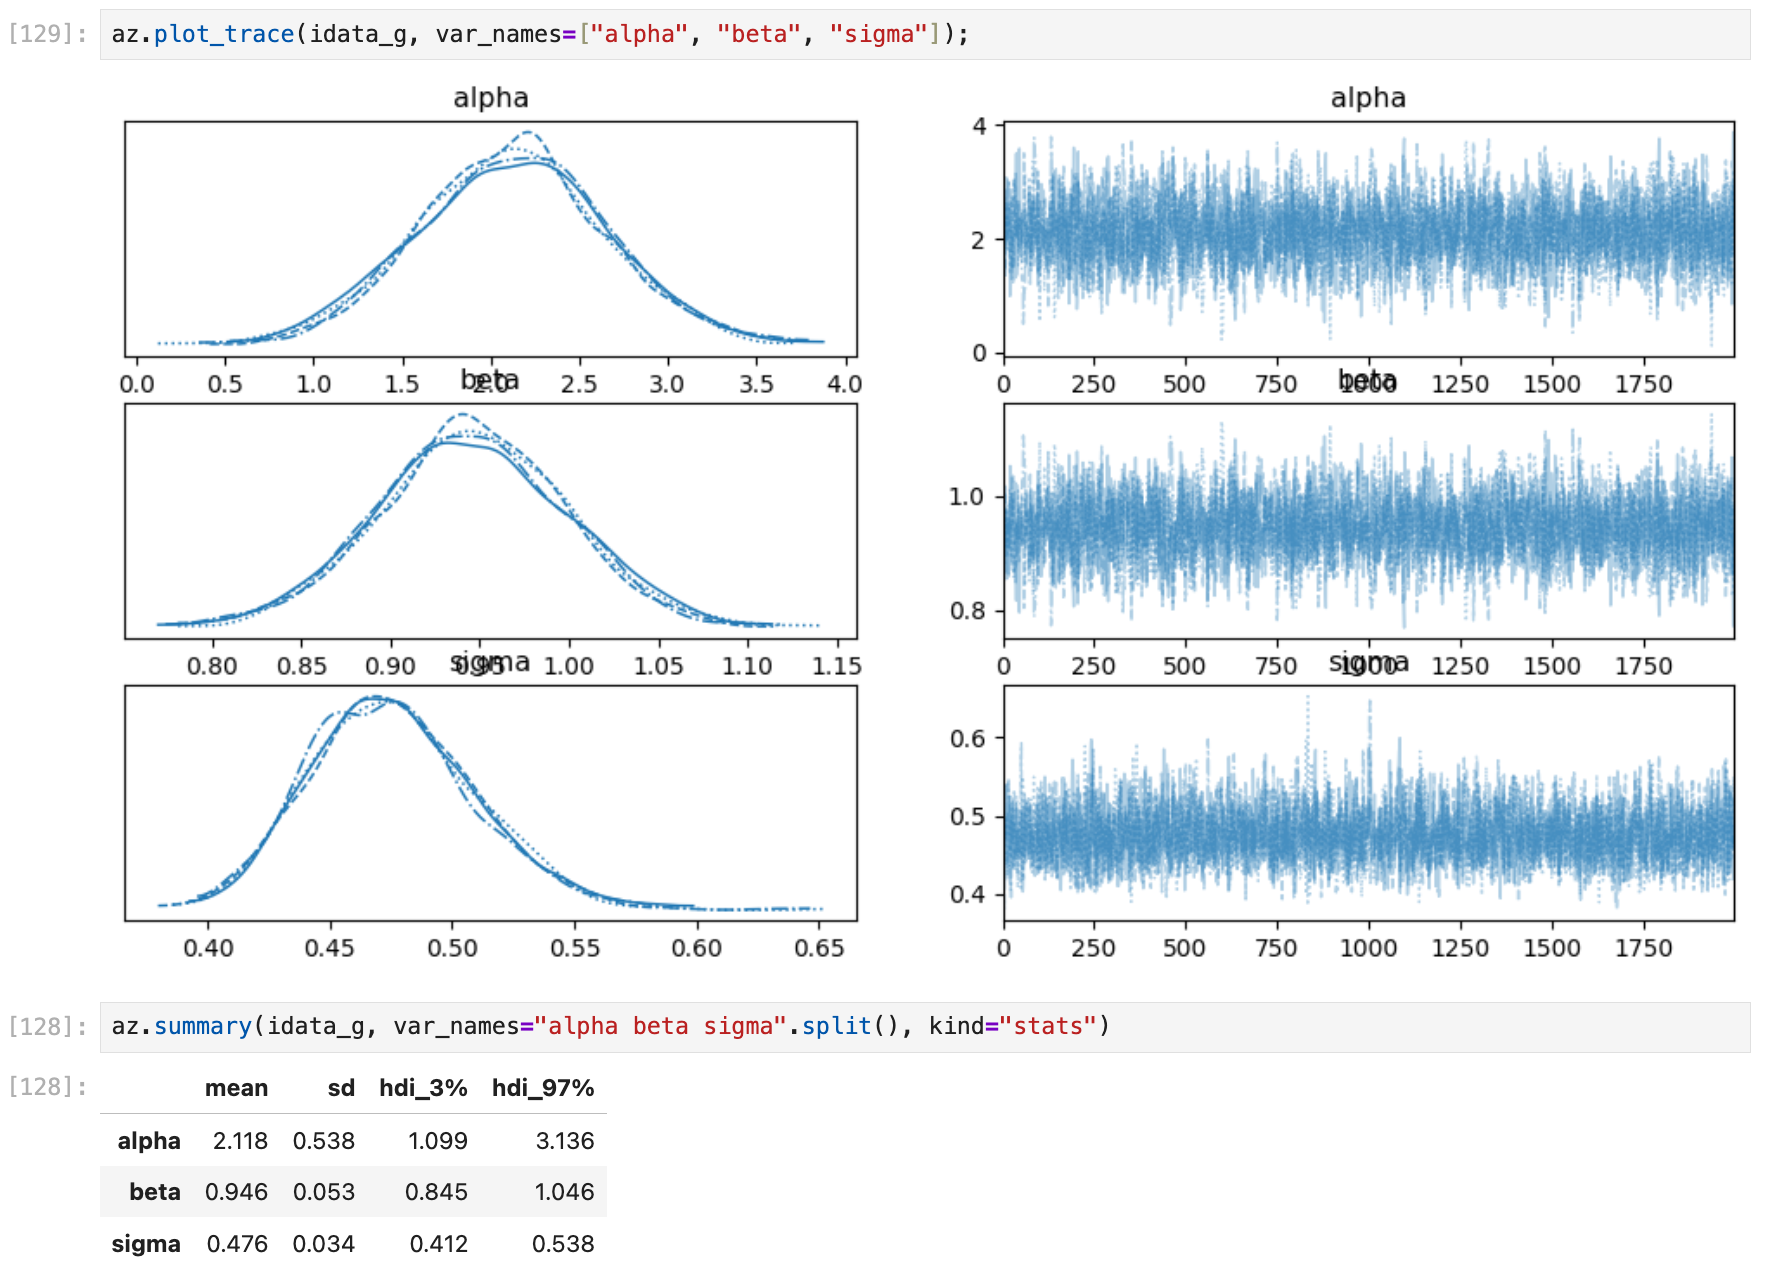 [129]: az.plot_trace(idata_g, var_names=["alpha", "beta", "sigma"]);
alpha alpha
4
2
0
0.0 0.5 1.0 1.5 2.0 2.5 3.0 3.5 4.0 0 250 500 750 1000 1250 1500 1750
beta beta
1.0
0.8
0.80 0.85 0.90 0.95 1.00 1.05 1.10 1.15 0 250 500 750 1000 1250 1500 1750
sigma sigma
0.6
0.5
0.4
0.40 0.45 0.50 0.55 0.60 0.65 0 250 500 750 1000 1250 1500 1750
[128]: az.summary(idata_g, var_names="alpha beta sigma".split(), kind="stats")
[128]: mean sd hdi_3% hdi_97%
alpha 2.118 0.538 1.099 3.136
beta 0.946 0.053 0.845 1.046
sigma 0.476 0.034 0.412 0.538